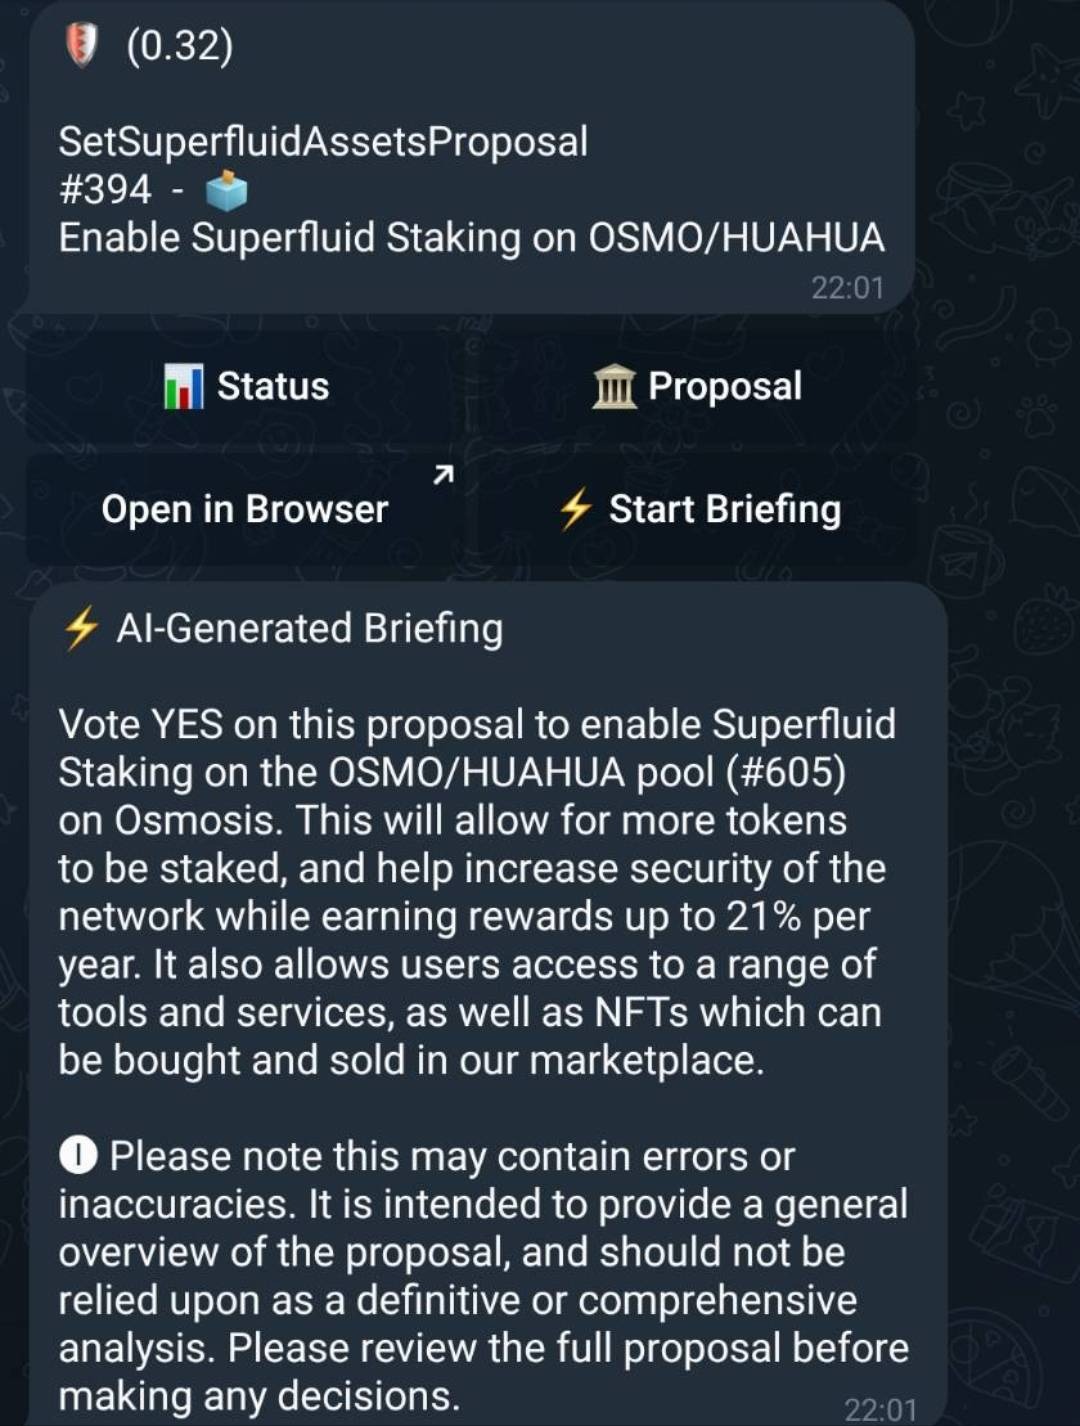 (0.32)
SetSuperfluidAssetsProposal
#394 -
Enable Superfluid Staking on OSMO/HUAHUA
22:01
Status
Proposal
Open in Browser
Start Briefing
AI-Generated Briefing
Vote YES on this proposal to enable Superfluid
Staking on the OSMO/HUAHUA pool (#605)
on Osmosis. This will allow for more tokens
to be staked, and help increase security of the
network while earning rewards up to 21% per
year. It also allows users access to a range of
tools and services, as well as NFTs which can
be bought and sold in our marketplace.
Please note this may contain errors or
inaccuracies. It is intended to provide a general
overview of the proposal, and should not be
relied upon as a definitive or comprehensive
analysis. Please review the full proposal before
making any decisions.
22:01